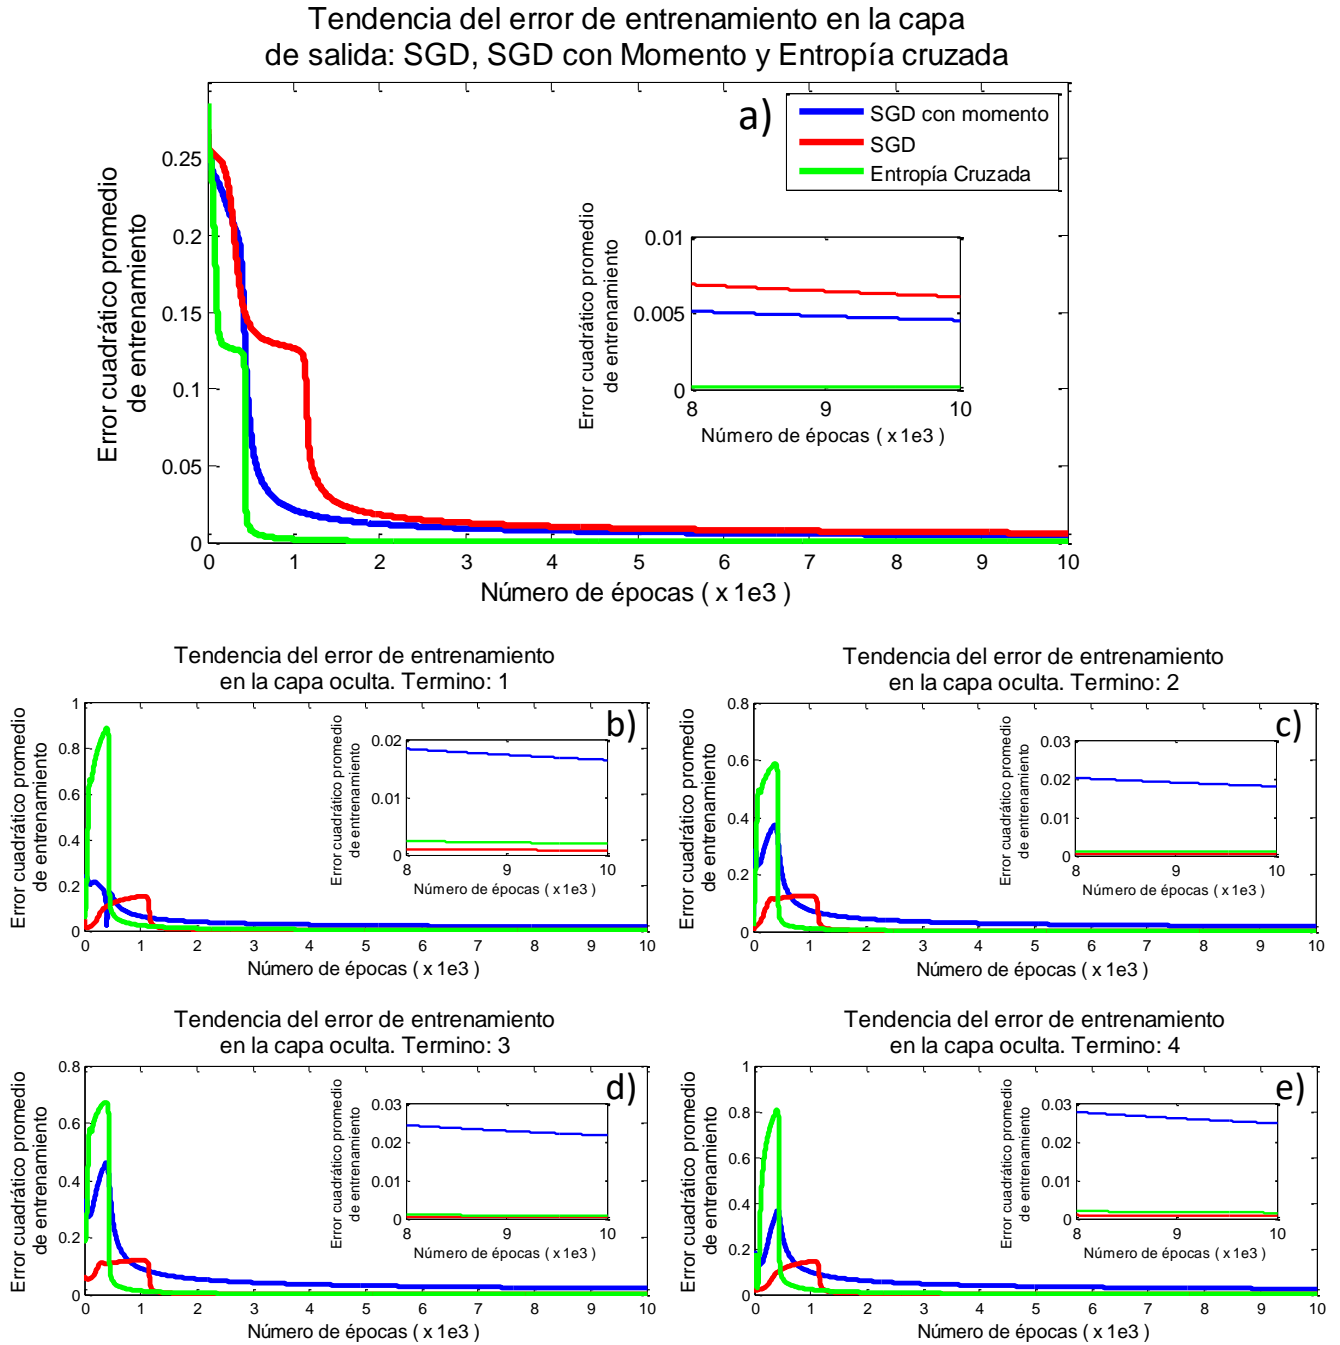 Tendencia del error de entrenamiento en la capa
de salida: SGD, SGD con Momento y Entropía cruzada
a)
SGD con momento
SGD
Entropía Cruzada
Error cuadrático promedio
de entrenamiento
0.25
0.2
0.15
0.1
0.05
0
0 1 2 3 4 5 6 7 8 9 10
Número de épocas ( x 1e3 )
Error cuadrático promedio
de entrenamiento
0.01
0.005
0
8 9 10
Número de épocas ( x 1e3 )
Tendencia del error de entrenamiento
en la capa oculta. Termino: 1
b)
Error cuadrático promedio
de entrenamiento
1
0.8
0.6
0.4
0.2
0
0 1 2 3 4 5 6 7 8 9 10
Número de épocas ( x 1e3 )
Error cuadrático promedio
de entrenamiento
0.02
0.01
0
8 9 10
Número de épocas ( x 1e3 )
Tendencia del error de entrenamiento
en la capa oculta. Termino: 2
c)
Error cuadrático promedio
de entrenamiento
0.8
0.6
0.4
0.2
0
0 1 2 3 4 5 6 7 8 9 10
Número de épocas ( x 1e3 )
Error cuadrático promedio
de entrenamiento
0.03
0.02
0.01
0
8 9 10
Número de épocas ( x 1e3 )
Tendencia del error de entrenamiento
en la capa oculta. Termino: 3
d)
Error cuadrático promedio
de entrenamiento
0.8
0.6
0.4
0.2
0
0 1 2 3 4 5 6 7 8 9 10
Número de épocas ( x 1e3 )
Error cuadrático promedio
de entrenamiento
0.03
0.02
0.01
0
8 9 10
Número de épocas ( x 1e3 )
Tendencia del error de entrenamiento
en la capa oculta. Termino: 4
e)
Error cuadrático promedio
de entrenamiento
1
0.8
0.6
0.4
0.2
0
0 1 2 3 4 5 6 7 8 9 10
Número de épocas ( x 1e3 )
Error cuadrático promedio
de entrenamiento
0.03
0.02
0.01
0
8 9 10
Número de épocas ( x 1e3 )